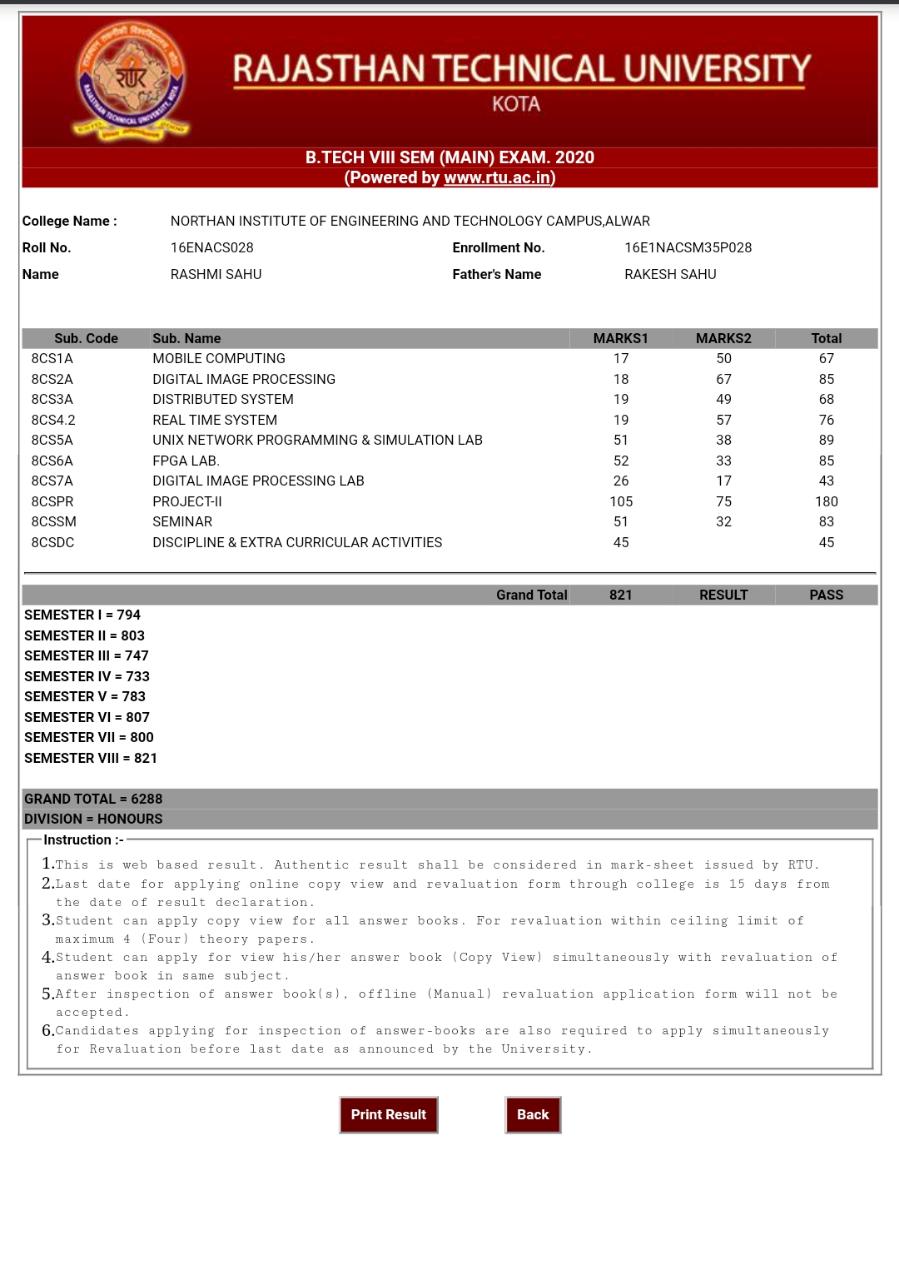 RAJASTHAN TECHNICAL UNIVERSITY
KOTA
RAJASTHAN TECHNICAL UNIVERSITY, KOTA
B.TECH VIII SEM (MAIN) EXAM. 2020
(Powered by www.rtu.ac.in)
College Name : NORTHAN INSTITUTE OF ENGINEERING AND TECHNOLOGY CAMPUS,ALWAR
Roll No. 16ENACS028 Enrollment No. 16E1NACSM35P028
Name RASHMI SAHU Father's Name RAKESH SAHU
Sub. Code Sub. Name MARKS1 MARKS2 Total
8CS1A MOBILE COMPUTING 17 50 67
8CS2A DIGITAL IMAGE PROCESSING 18 67 85
8CS3A DISTRIBUTED SYSTEM 19 49 68
8CS4.2 REAL TIME SYSTEM 19 57 76
8CS5A UNIX NETWORK PROGRAMMING & SIMULATION LAB 51 38 89
8CS6A FPGA LAB. 52 33 85
8CS7A DIGITAL IMAGE PROCESSING LAB 26 17 43
8CSPR PROJECT-II 105 75 180
8CSSM SEMINAR 51 32 83
8CSDC DISCIPLINE & EXTRA CURRICULAR ACTIVITIES 45 45
Grand Total 821 RESULT PASS
SEMESTER I = 794
SEMESTER II = 803
SEMESTER III = 747
SEMESTER IV = 733
SEMESTER V = 783
SEMESTER VI = 807
SEMESTER VII = 800
SEMESTER VIII = 821
GRAND TOTAL = 6288
DIVISION = HONOURS
Instruction :-
1.This is web based result. Authentic result shall be considered in mark-sheet issued by RTU.
2.Last date for applying online copy view and revaluation form through college is 15 days from
the date of result declaration.
3.Student can apply copy view for all answer books. For revaluation within ceiling limit of
maximum 4 (Four) theory papers.
4.Student can apply for view his/her answer book (Copy View) simultaneously with revaluation of
answer book in same subject.
5.After inspection of answer book(s), offline (Manual) revaluation application form will not be
accepted.
6.Candidates applying for inspection of answer-books are also required to apply simultaneously
for Revaluation before last date as announced by the University.
Print Result Back